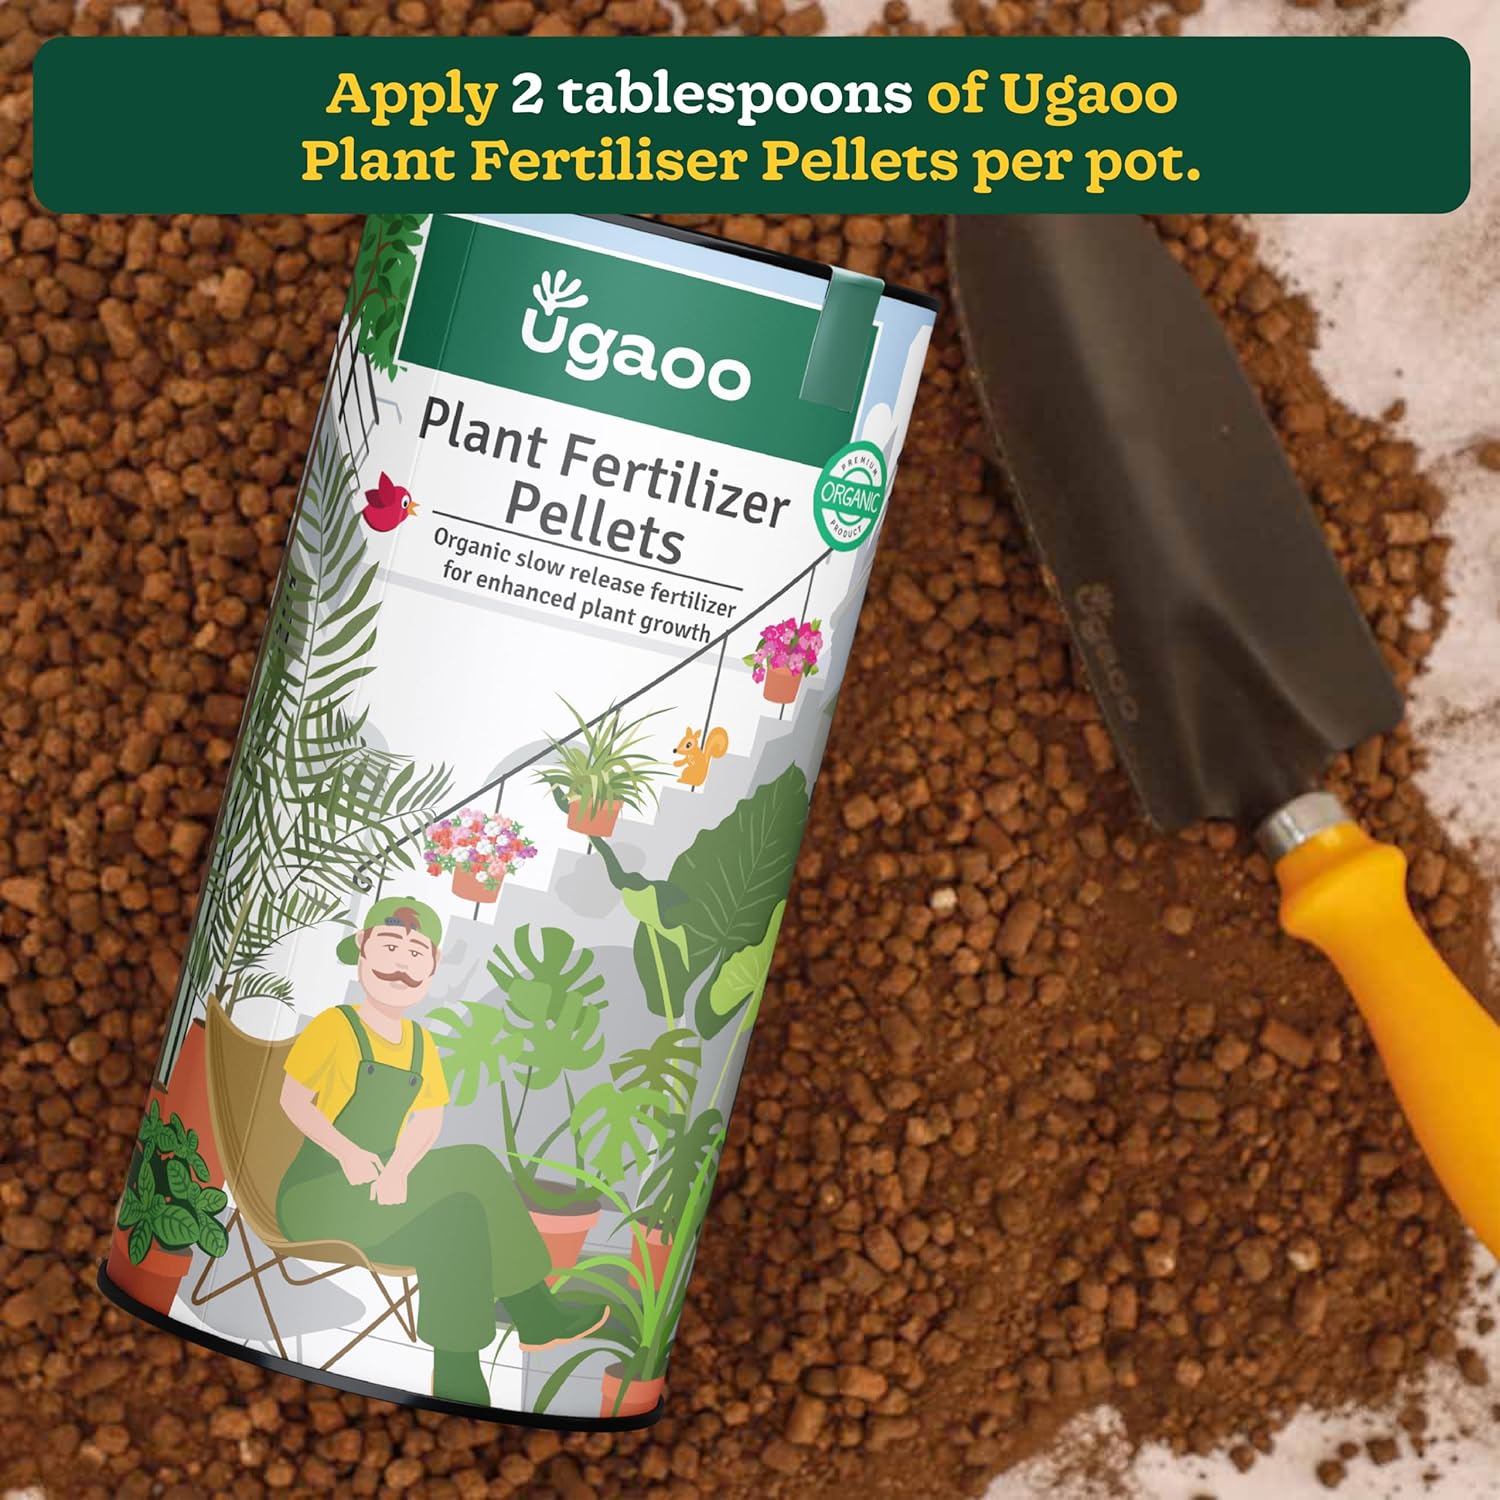 Apply 2 tablespoons of Ugaoo
Plant Fertiliser Pellets per pot.
ugaoo
Plant Fertilizer
Pellets
PREMIUM
ORGANIC
PRODUCT
Organic slow release fertilizer
for enhanced plant growth
ugaoo